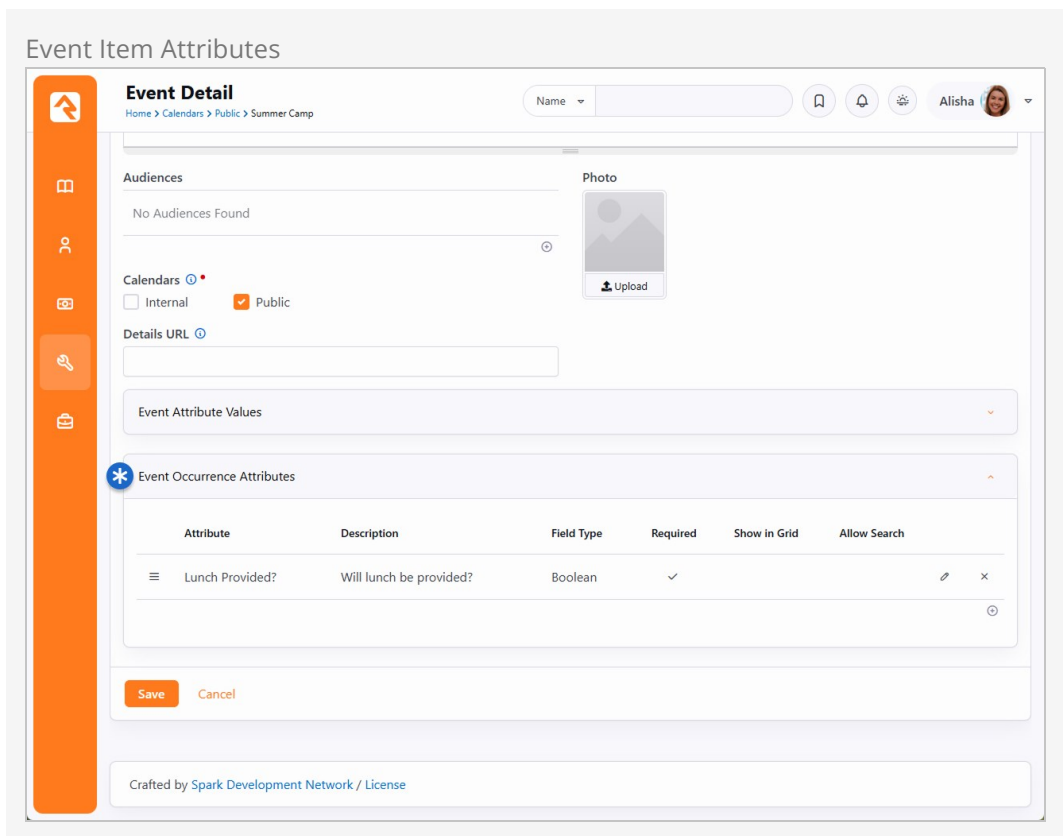 Event Item Attributes
Event Detail
Home > Calendars > Public > Summer Camp
Name
Alisha
Audiences
No Audiences Found
Photo
Upload
Calendars
Internal
Public
Details URL
Event Attribute Values
Event Occurrence Attributes
Attribute Description Field Type Required Show in Grid Allow Search
Lunch Provided? Will lunch be provided? Boolean
Save Cancel
Crafted by Spark Development Network / License